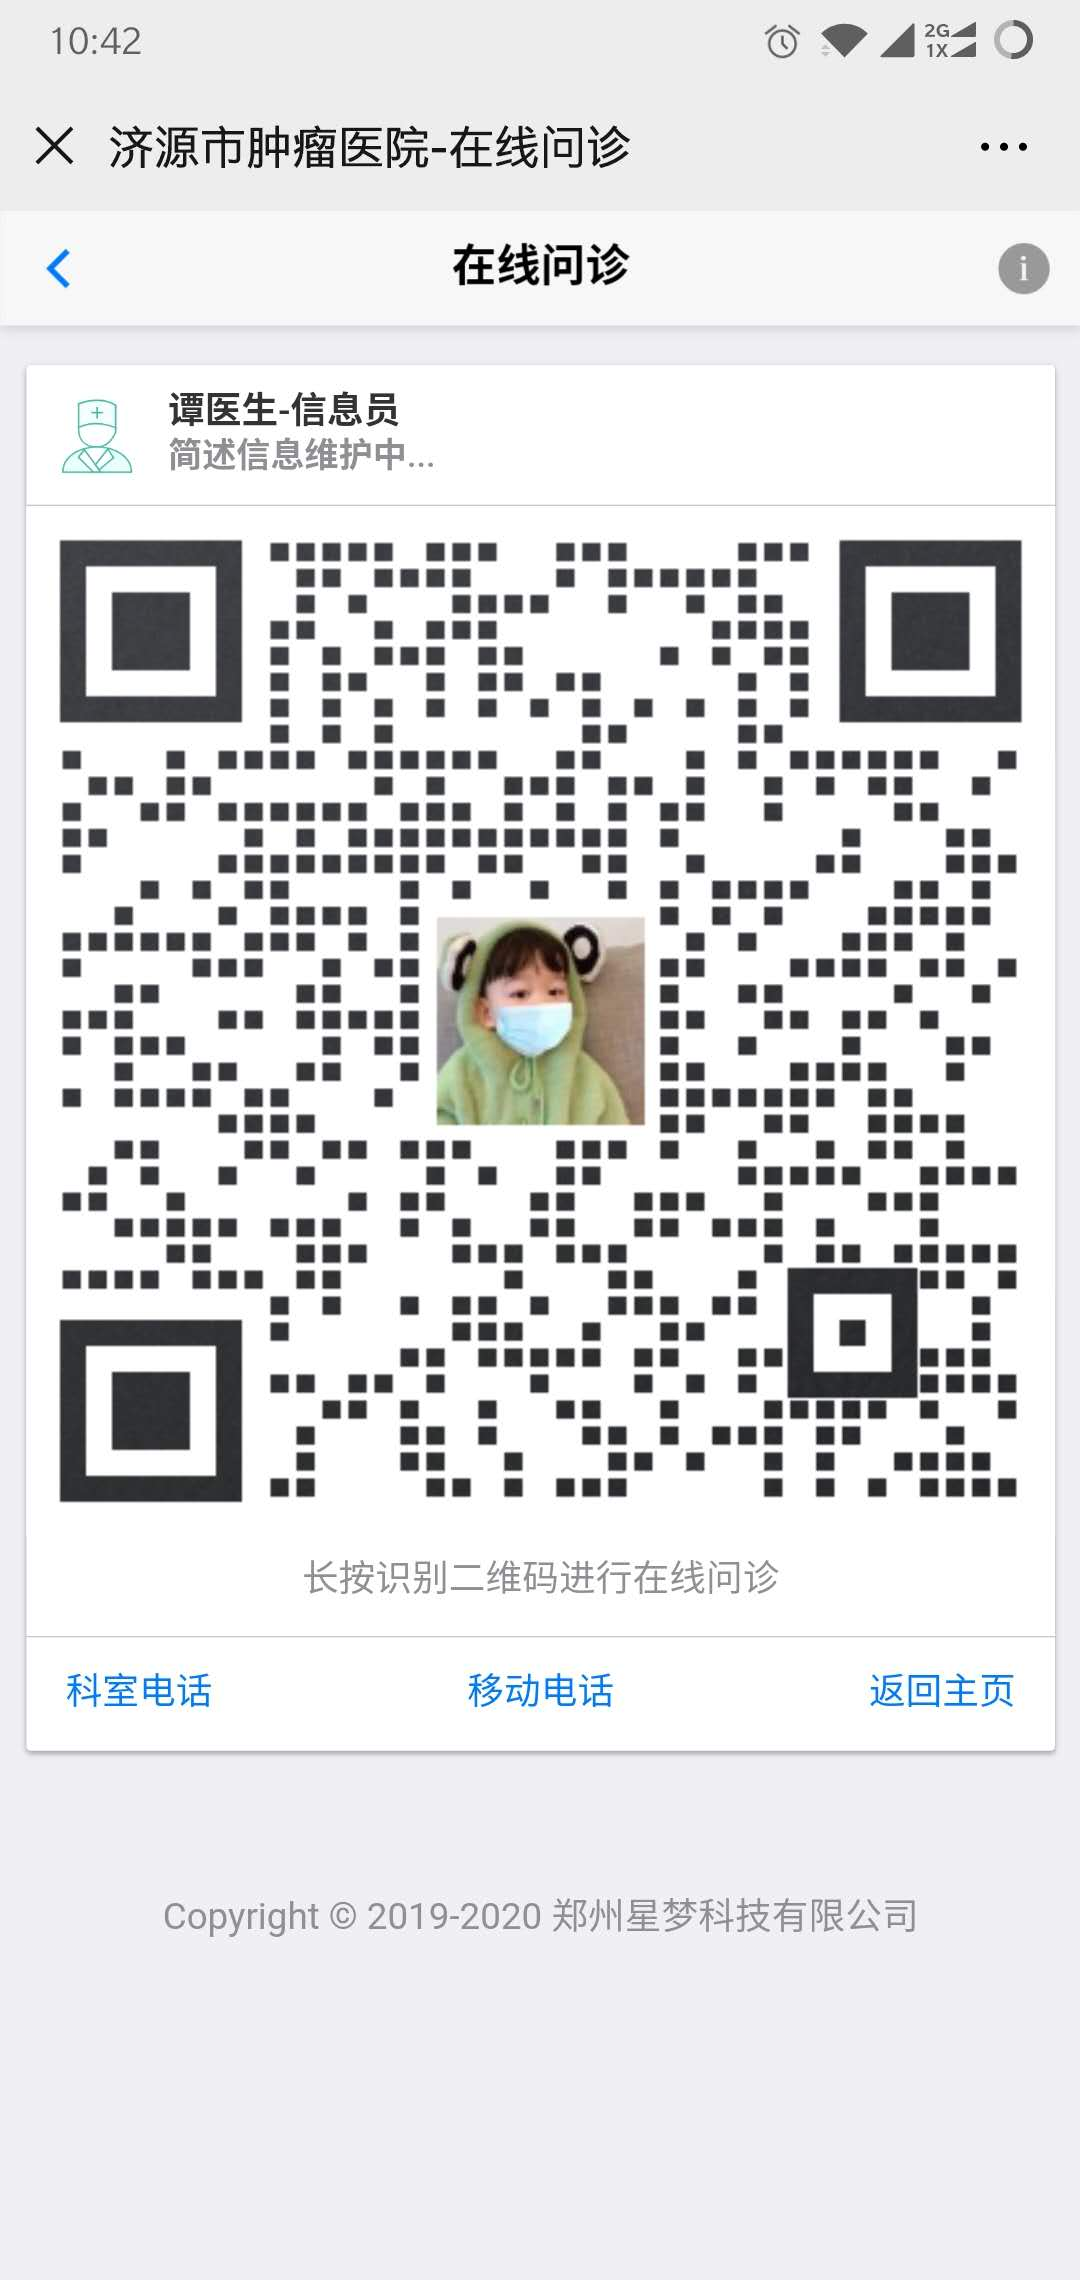 10:42
2G
1X
济源市肿瘤医院-在线问诊
在线问诊
i
谭医生-信息员
简述信息维护中...
长按识别二维码进行在线问诊
科室电话
移动电话
返回主页
Copyright © 2019-2020 郑州星梦科技有限公司